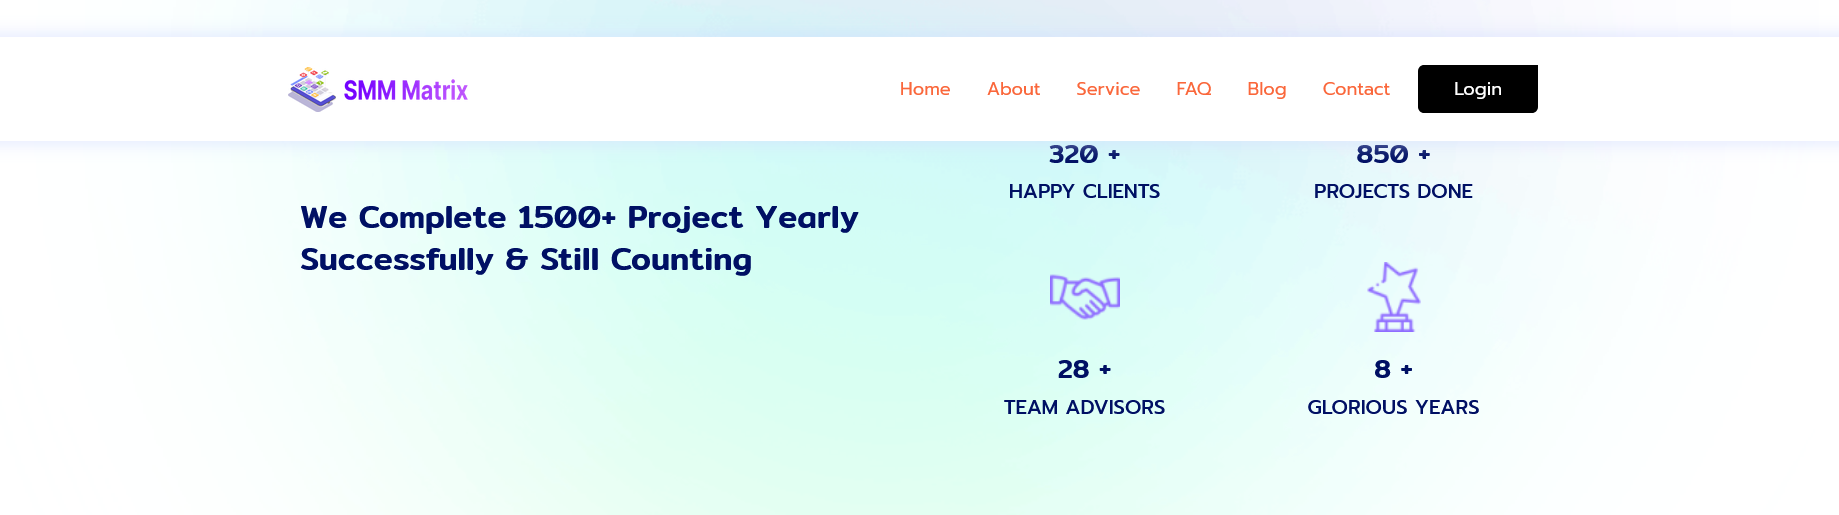 SMM Matrix
Home
About
Service
FAQ
Blog
Contact
Login
We Complete 1500+ Project Yearly
Successfully & Still Counting
320 +
HAPPY CLIENTS
850 +
PROJECTS DONE
28 +
TEAM ADVISORS
8 +
GLORIOUS YEARS